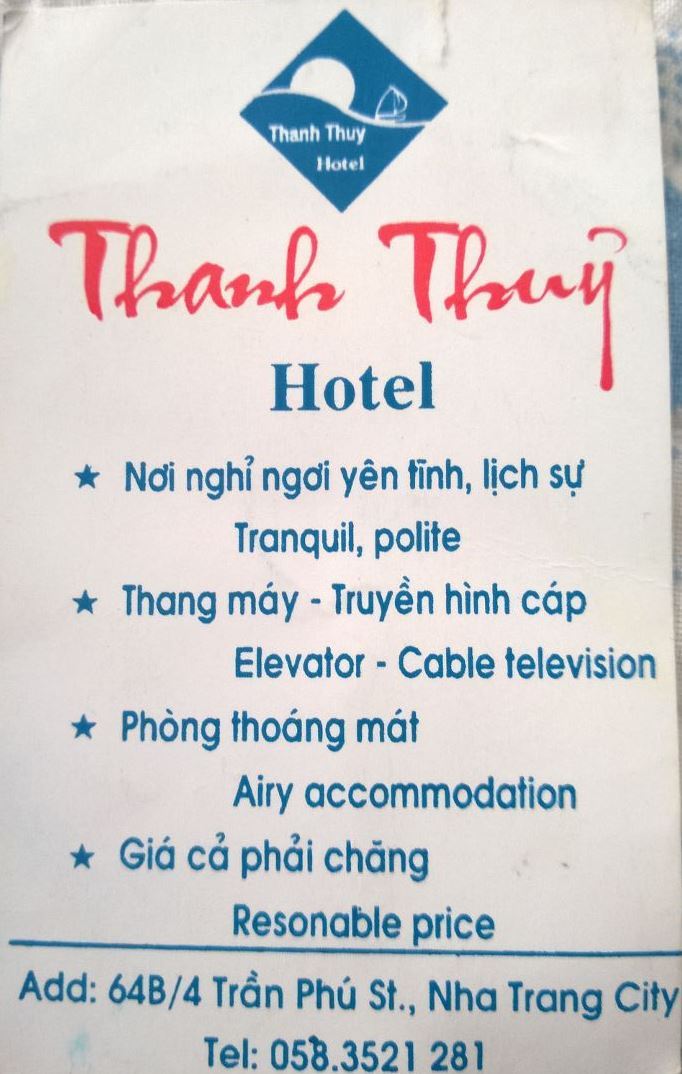 Thanh Thuy
Hotel
Thanh Thuỷ
Hotel
★ Nơi nghỉ ngơi yên tĩnh, lịch sự
Tranquil, polite
★ Thang máy - Truyền hình cáp
Elevator - Cable television
★ Phòng thoáng mát
Airy accommodation
★ Giá cả phải chăng
Resonable price
Add: 64B/4 Trần Phú St., Nha Trang City
Tel: 058.3521 281